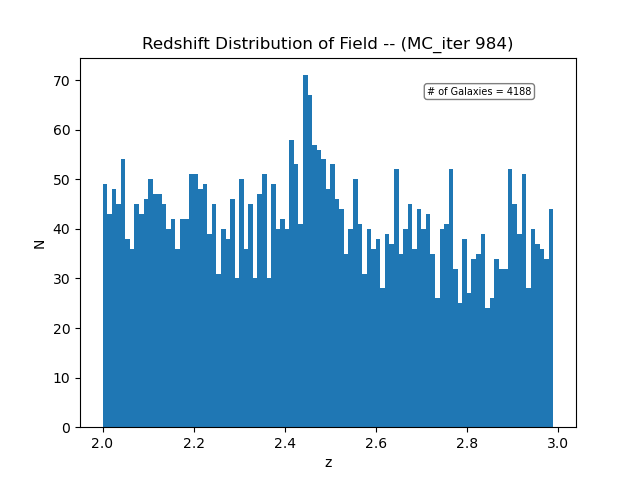 Redshift Distribution of Field -- (MC_iter 984)
# of Galaxies = 4188
N
70
60
50
40
30
20
10
0
2.0 2.2 2.4 2.6 2.8 3.0
z